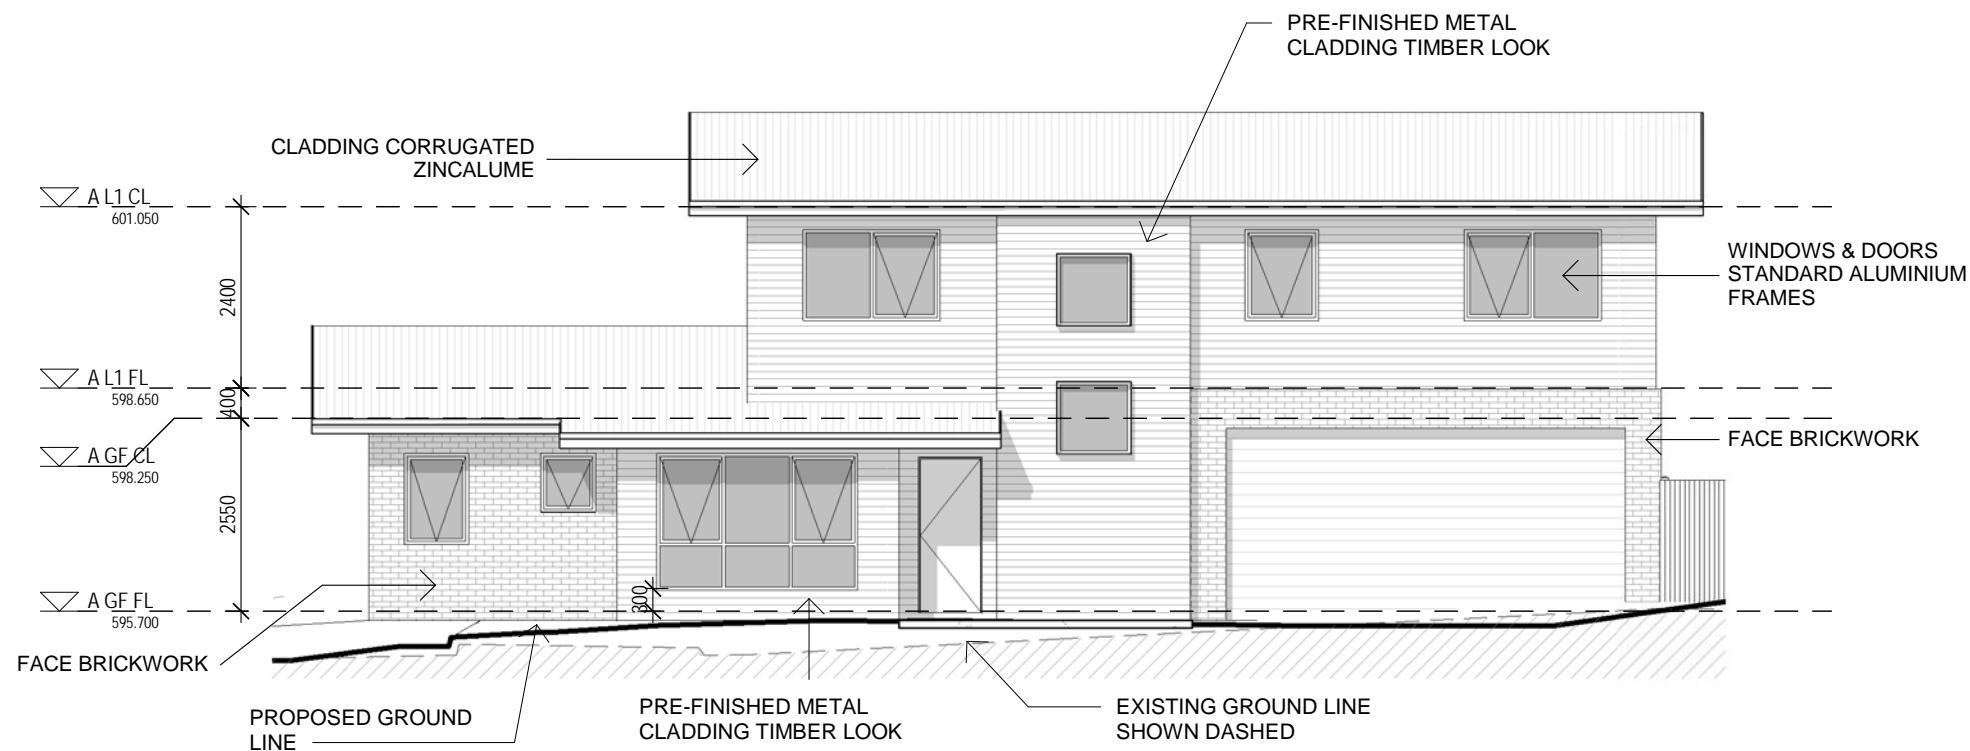 PRE-FINISHED METAL
CLADDING TIMBER LOOK
CLADDING CORRUGATED
ZINCALUME
A L1 CL
601.050
2400
WINDOWS & DOORS
STANDARD ALUMINIUM
FRAMES
A L1 FL
598.650
400
A GF CL
598.250
FACE BRICKWORK
2550
300
A GF FL
595.700
FACE BRICKWORK
PROPOSED GROUND
LINE
PRE-FINISHED METAL
CLADDING TIMBER LOOK
EXISTING GROUND LINE
SHOWN DASHED